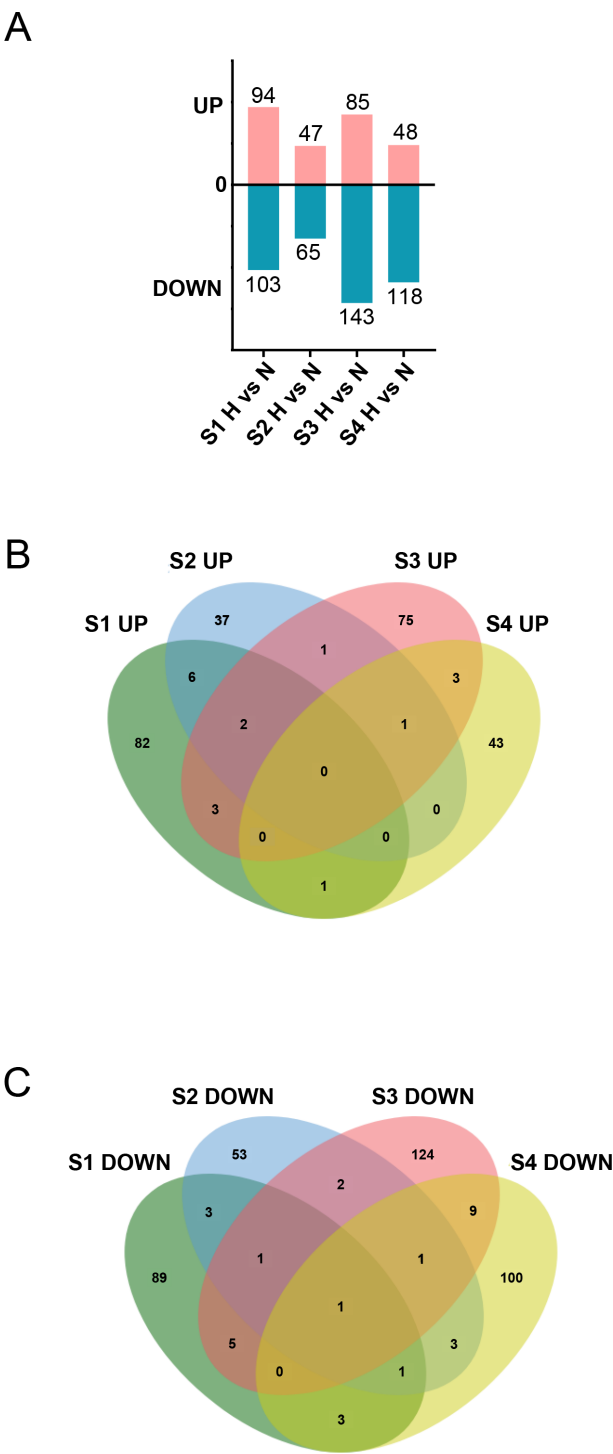 A
94
85
UP
47
48
0
65
103
118
DOWN
143
S1 H vs N
S2 H vs N
S3 H vs N
S4 H vs N
B
S2 UP
S3 UP
S1 UP
S4 UP
37
75
1
6
3
2
1
82
43
0
3
0
0
0
1
C
S2 DOWN
S3 DOWN
S1 DOWN
S4 DOWN
53
124
2
3
9
1
1
89
100
1
5
3
0
1
3